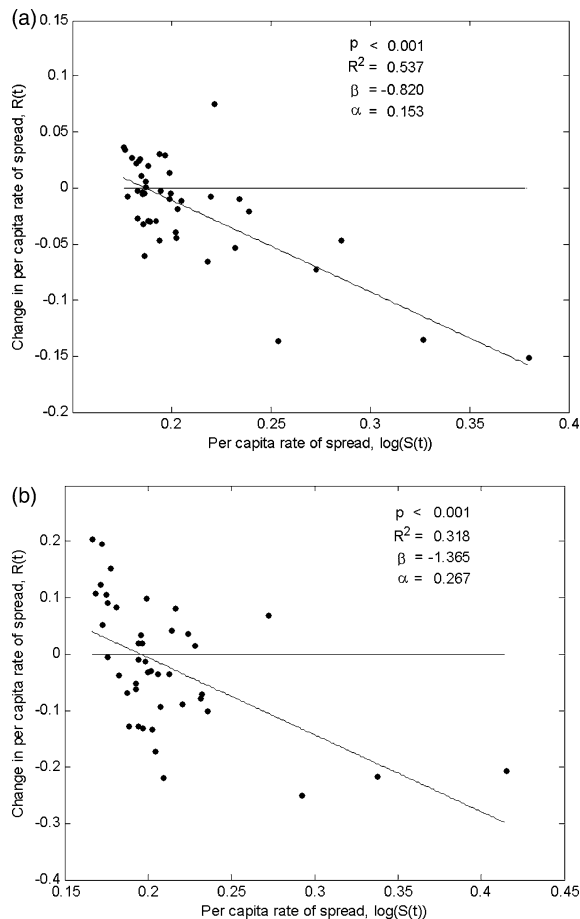 (a)
0.15
0.1
0.05
0
-0.05
-0.1
-0.15
-0.2
Change in per capita rate of spread, R(t)
p < 0.001
R² = 0.537
β = -0.820
α = 0.153
0.2
0.25
0.3
0.35
0.4
Per capita rate of spread, log(S(t))
(b)
0.2
0.1
0
-0.1
-0.2
-0.3
-0.4
Change in per capita rate of spread, R(t)
p < 0.001
R² = 0.318
β = -1.365
α = 0.267
0.15
0.2
0.25
0.3
0.35
0.4
Per capita rate of spread, log(S(t))